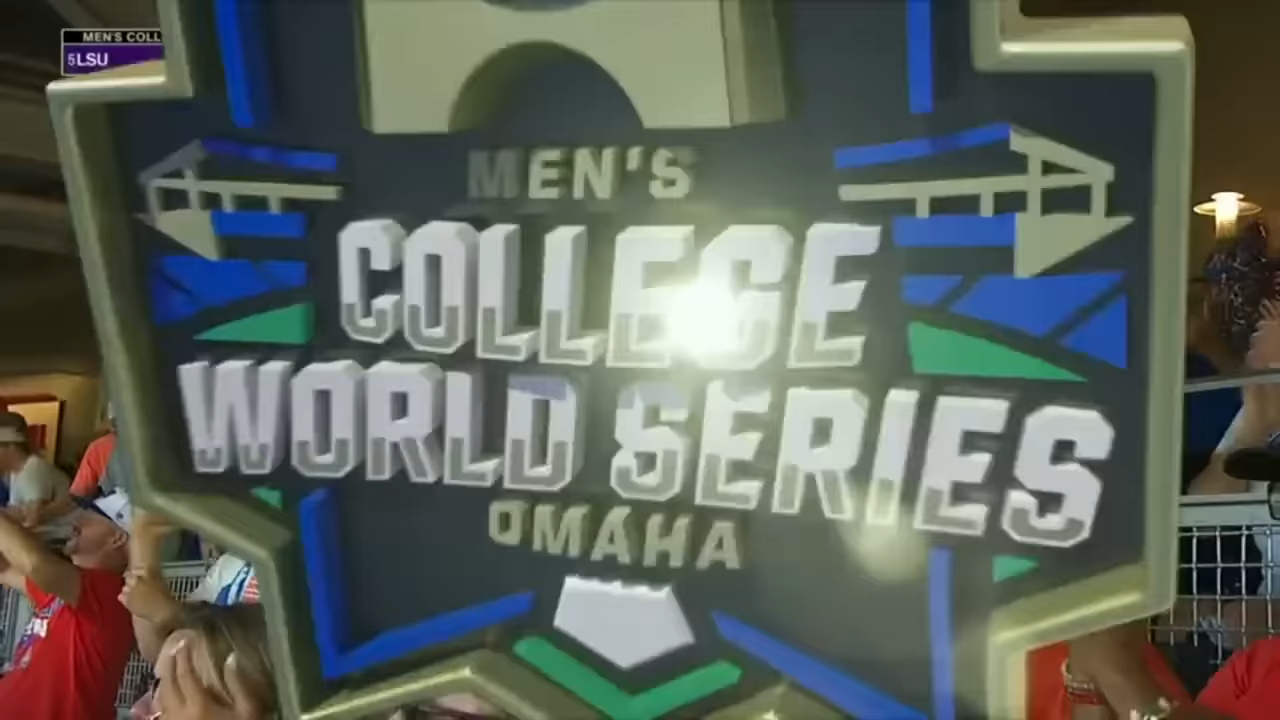 MEN'S COLL
5 LSU
MEN'S
COLLEGE
WORLD SERIES
OMAHA